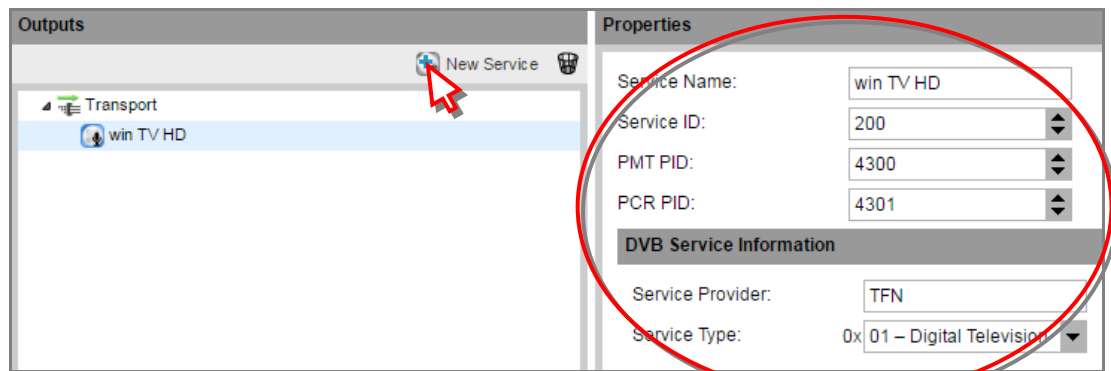 Outputs
New Service
Transport
win TV HD
Properties
Service Name: win TV HD
Service ID: 200
PMT PID: 4300
PCR PID: 4301
DVB Service Information
Service Provider: TFN
Service Type: 0x 01 – Digital Television